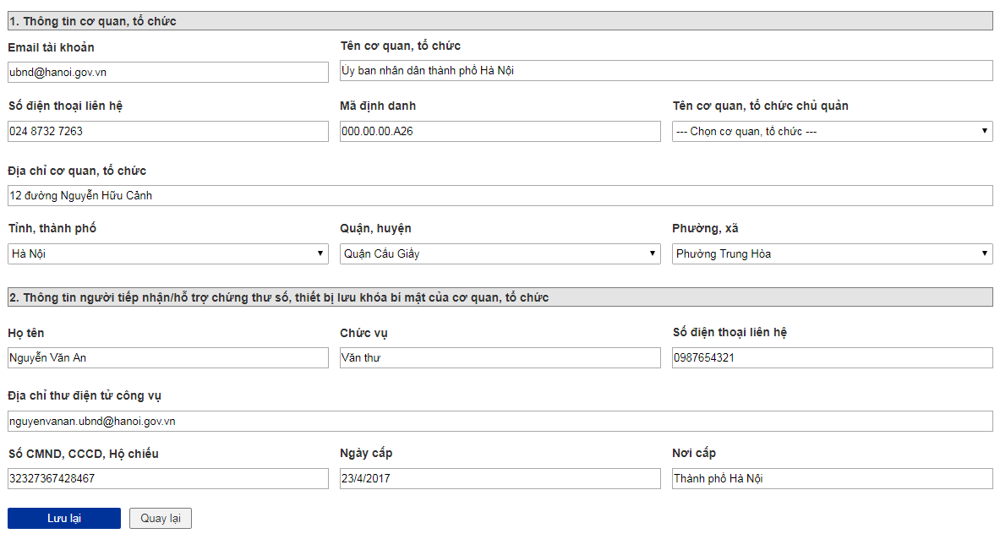 1. Thông tin cơ quan, tổ chức
Email tài khoản
Tên cơ quan, tổ chức
ubnd@hanoi.gov.vn
Ủy ban nhân dân thành phố Hà Nội
Số điện thoại liên hệ
Mã định danh
Tên cơ quan, tổ chức chủ quản
024 8732 7263
000.00.00.A26
--- Chọn cơ quan, tổ chức ---
Địa chỉ cơ quan, tổ chức
12 đường Nguyễn Hữu Cảnh
Tỉnh, thành phố
Quận, huyện
Phường, xã
Hà Nội
Quận Cầu Giấy
Phường Trung Hòa
2. Thông tin người tiếp nhận/hỗ trợ chứng thư số, thiết bị lưu khóa bí mật của cơ quan, tổ chức
Họ tên
Chức vụ
Số điện thoại liên hệ
Nguyễn Văn An
Văn thư
0987654321
Địa chỉ thư điện tử công vụ
nguyenvanan.ubnd@hanoi.gov.vn
Số CMND, CCCD, Hộ chiếu
Ngày cấp
Nơi cấp
32327367428467
23/4/2017
Thành phố Hà Nội
Lưu lại
Quay lại